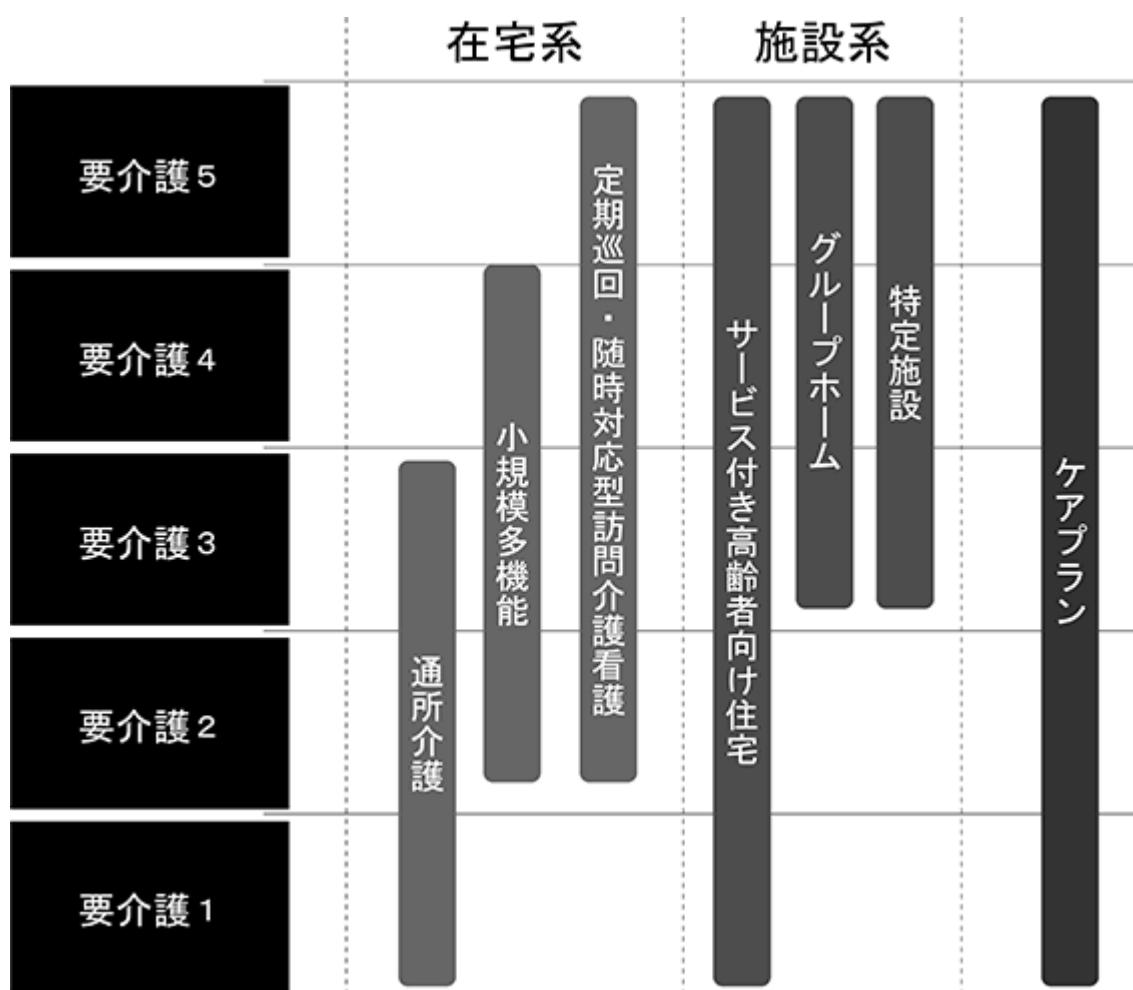 在宅系
施設系
要介護5
要介護4
要介護3
要介護2
要介護1
通所介護
小規模多機能
定期巡回・随時対応型訪問介護看護
サービス付き高齢者向け住宅
グループホーム
特定施設
ケアプラン